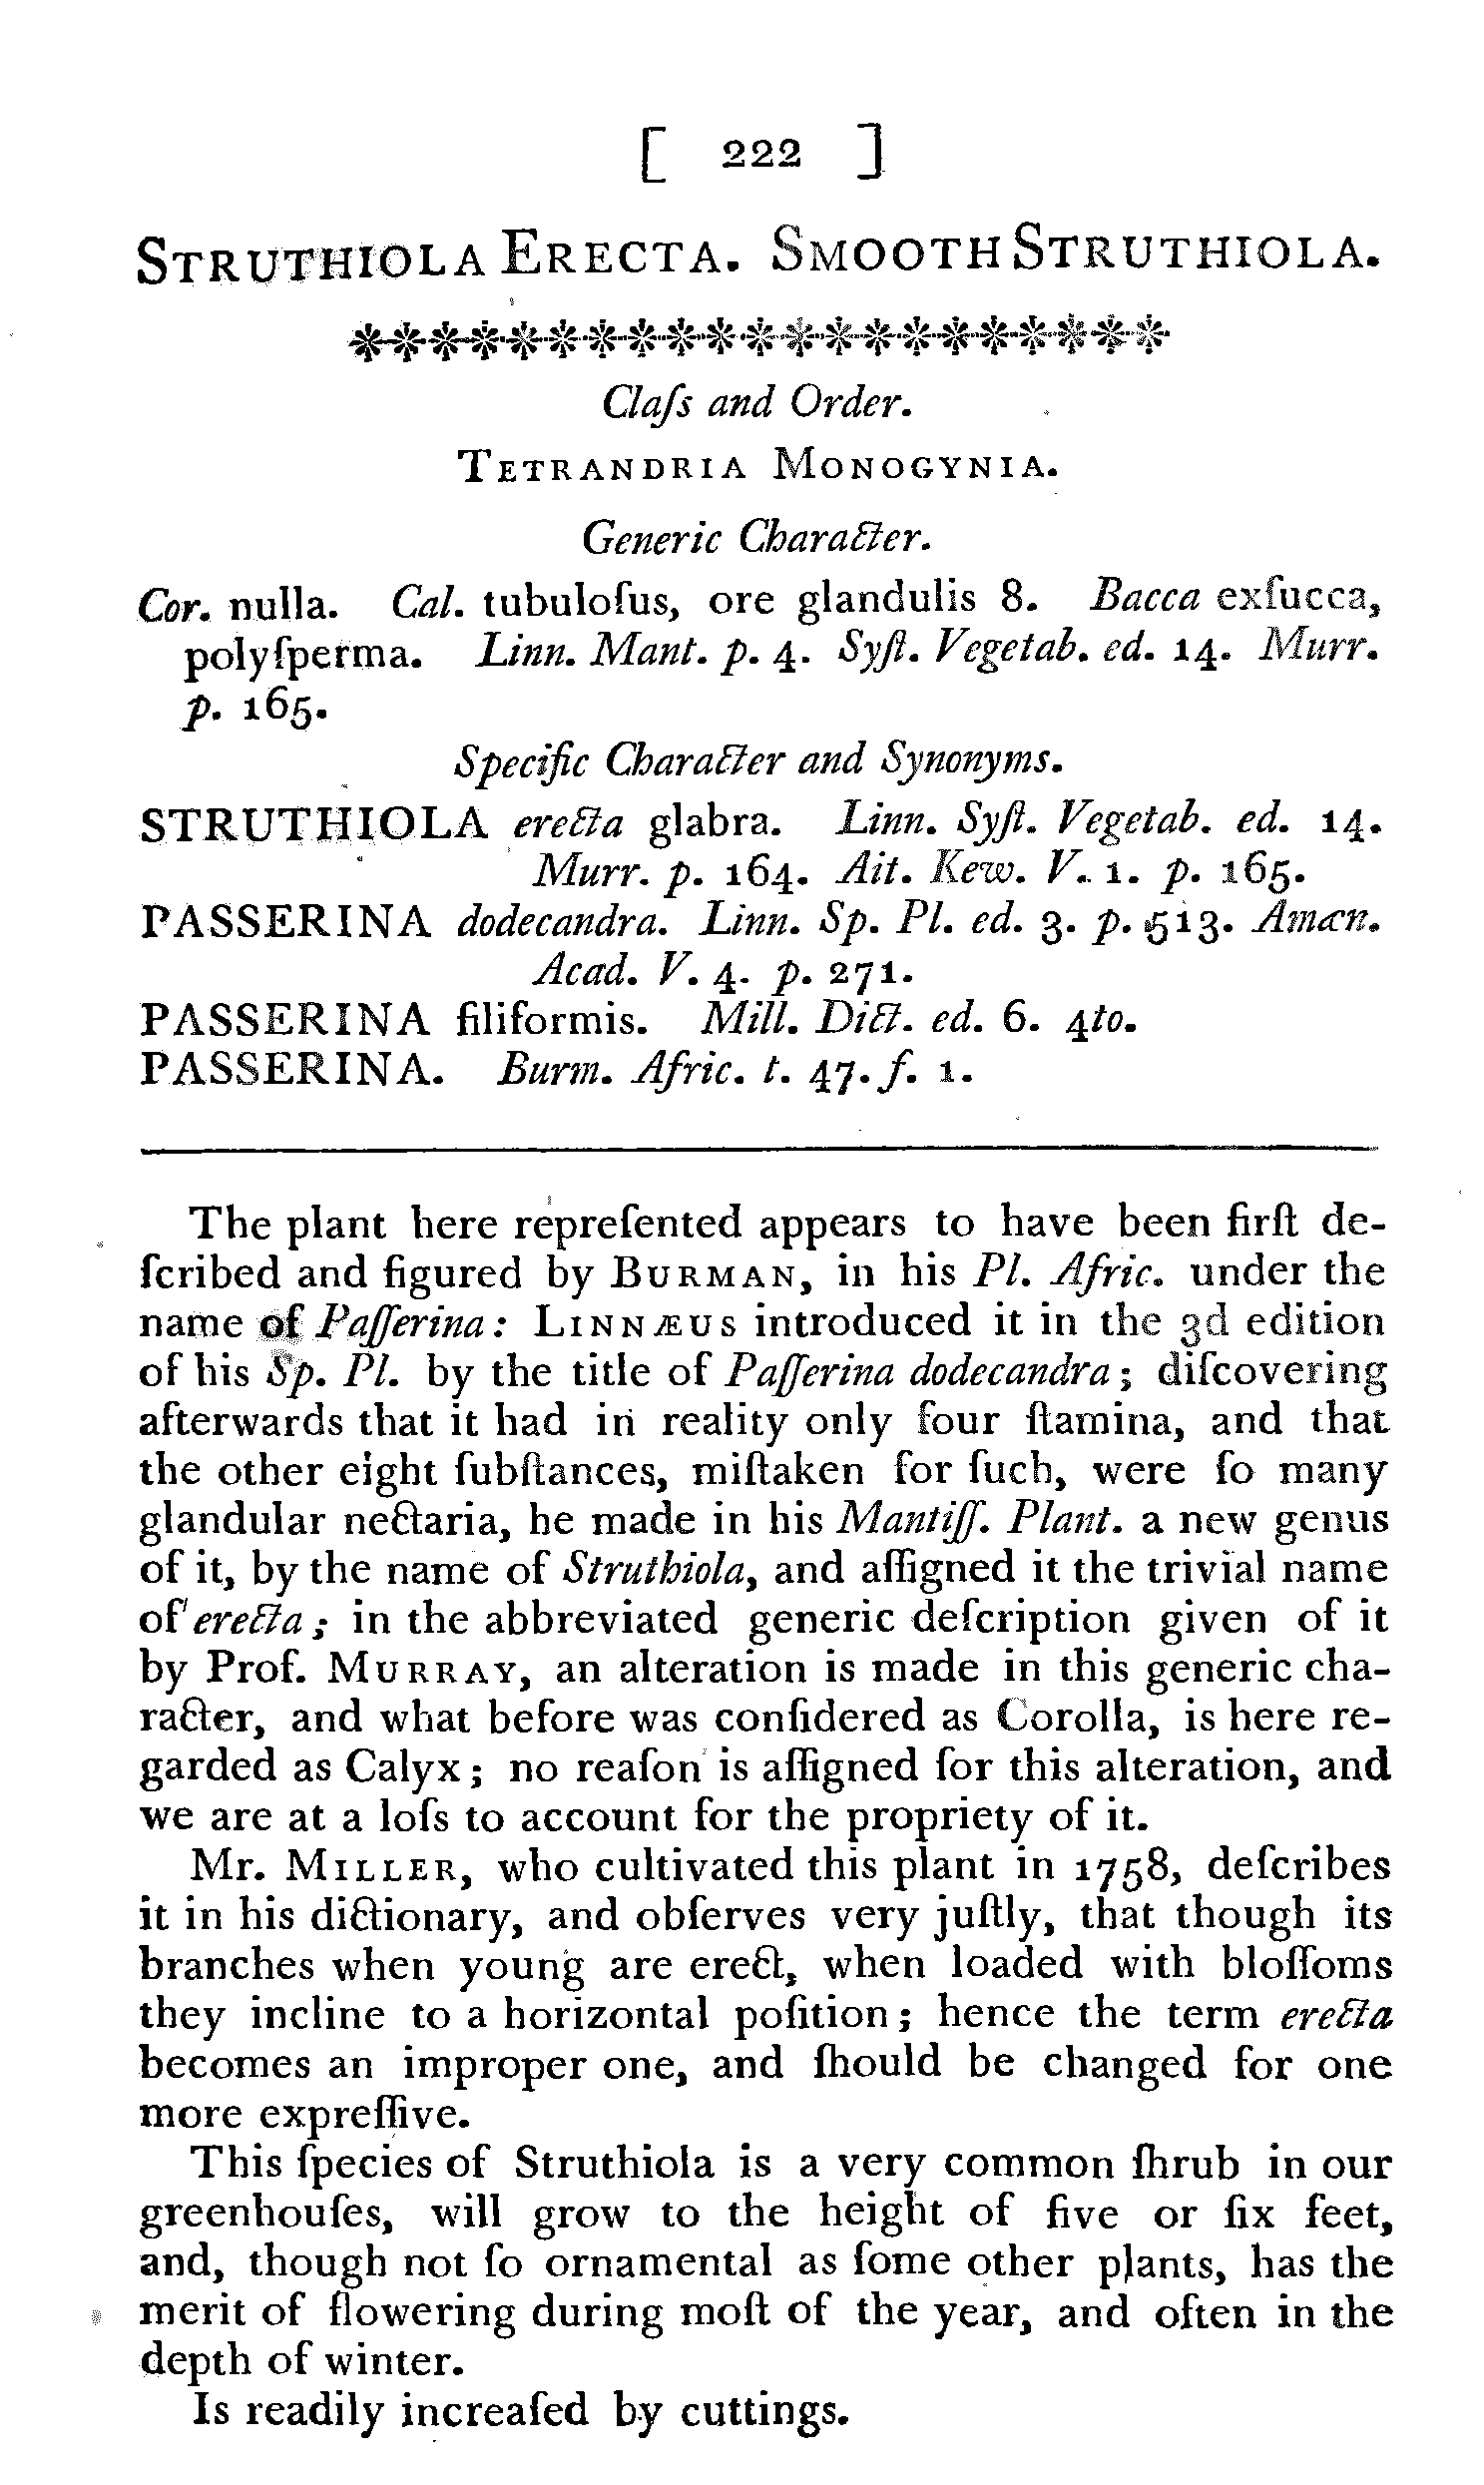 [ 222 ]
STRUTHIOLA ERECTA. SMOOTH STRUTHIOLA.
Claſs and Order.
TETRANDRIA MONOGYNIA.
Generic Character.
Cor. nulla. Cal. tubuloſus, ore glandulis 8. Bacca exſucca,
polyſperma. Linn. Mant. p. 4. Syſt. Vegetab. ed. 14. Murr.
p. 165.
Specific Character and Synonyms.
STRUTHIOLA erecta glabra. Linn. Syſt. Vegetab. ed. 14.
Murr. p. 164. Ait. Kew. V. 1. p. 165.
PASSERINA dodecandra. Linn. Sp. Pl. ed. 3. p. 513. Amœn.
Acad. V. 4. p. 271.
PASSERINA filiformis. Mill. Dict. ed. 6. 4to.
PASSERINA. Burm. Afric. t. 47. f. 1.
The plant here repreſented appears to have been firſt de-
ſcribed and figured by BURMAN, in his Pl. Afric. under the
name of Paſſerina: LINNÆUS introduced it in the 3d edition
of his Sp. Pl. by the title of Paſſerina dodecandra; diſcovering
afterwards that it had in reality only four ſtamina, and that
the other eight ſubſtances, miſtaken for ſuch, were ſo many
glandular nectaria, he made in his Mantiſſ. Plant. a new genus
of it, by the name of Struthiola, and aſſigned it the trivial name
of erecta; in the abbreviated generic deſcription given of it
by Prof. MURRAY, an alteration is made in this generic cha-
racter, and what before was conſidered as Corolla, is here re-
garded as Calyx; no reaſon is aſſigned for this alteration, and
we are at a loſs to account for the propriety of it.
Mr. MILLER, who cultivated this plant in 1758, deſcribes
it in his dictionary, and obſerves very juſtly, that though its
branches when young are erect, when loaded with bloſſoms
they incline to a horizontal poſition; hence the term erecta
becomes an improper one, and ſhould be changed for one
more expreſſive.
This ſpecies of Struthiola is a very common ſhrub in our
greenhouſes, will grow to the height of five or ſix feet,
and, though not ſo ornamental as ſome other plants, has the
merit of flowering during moſt of the year, and often in the
depth of winter.
Is readily increaſed by cuttings.